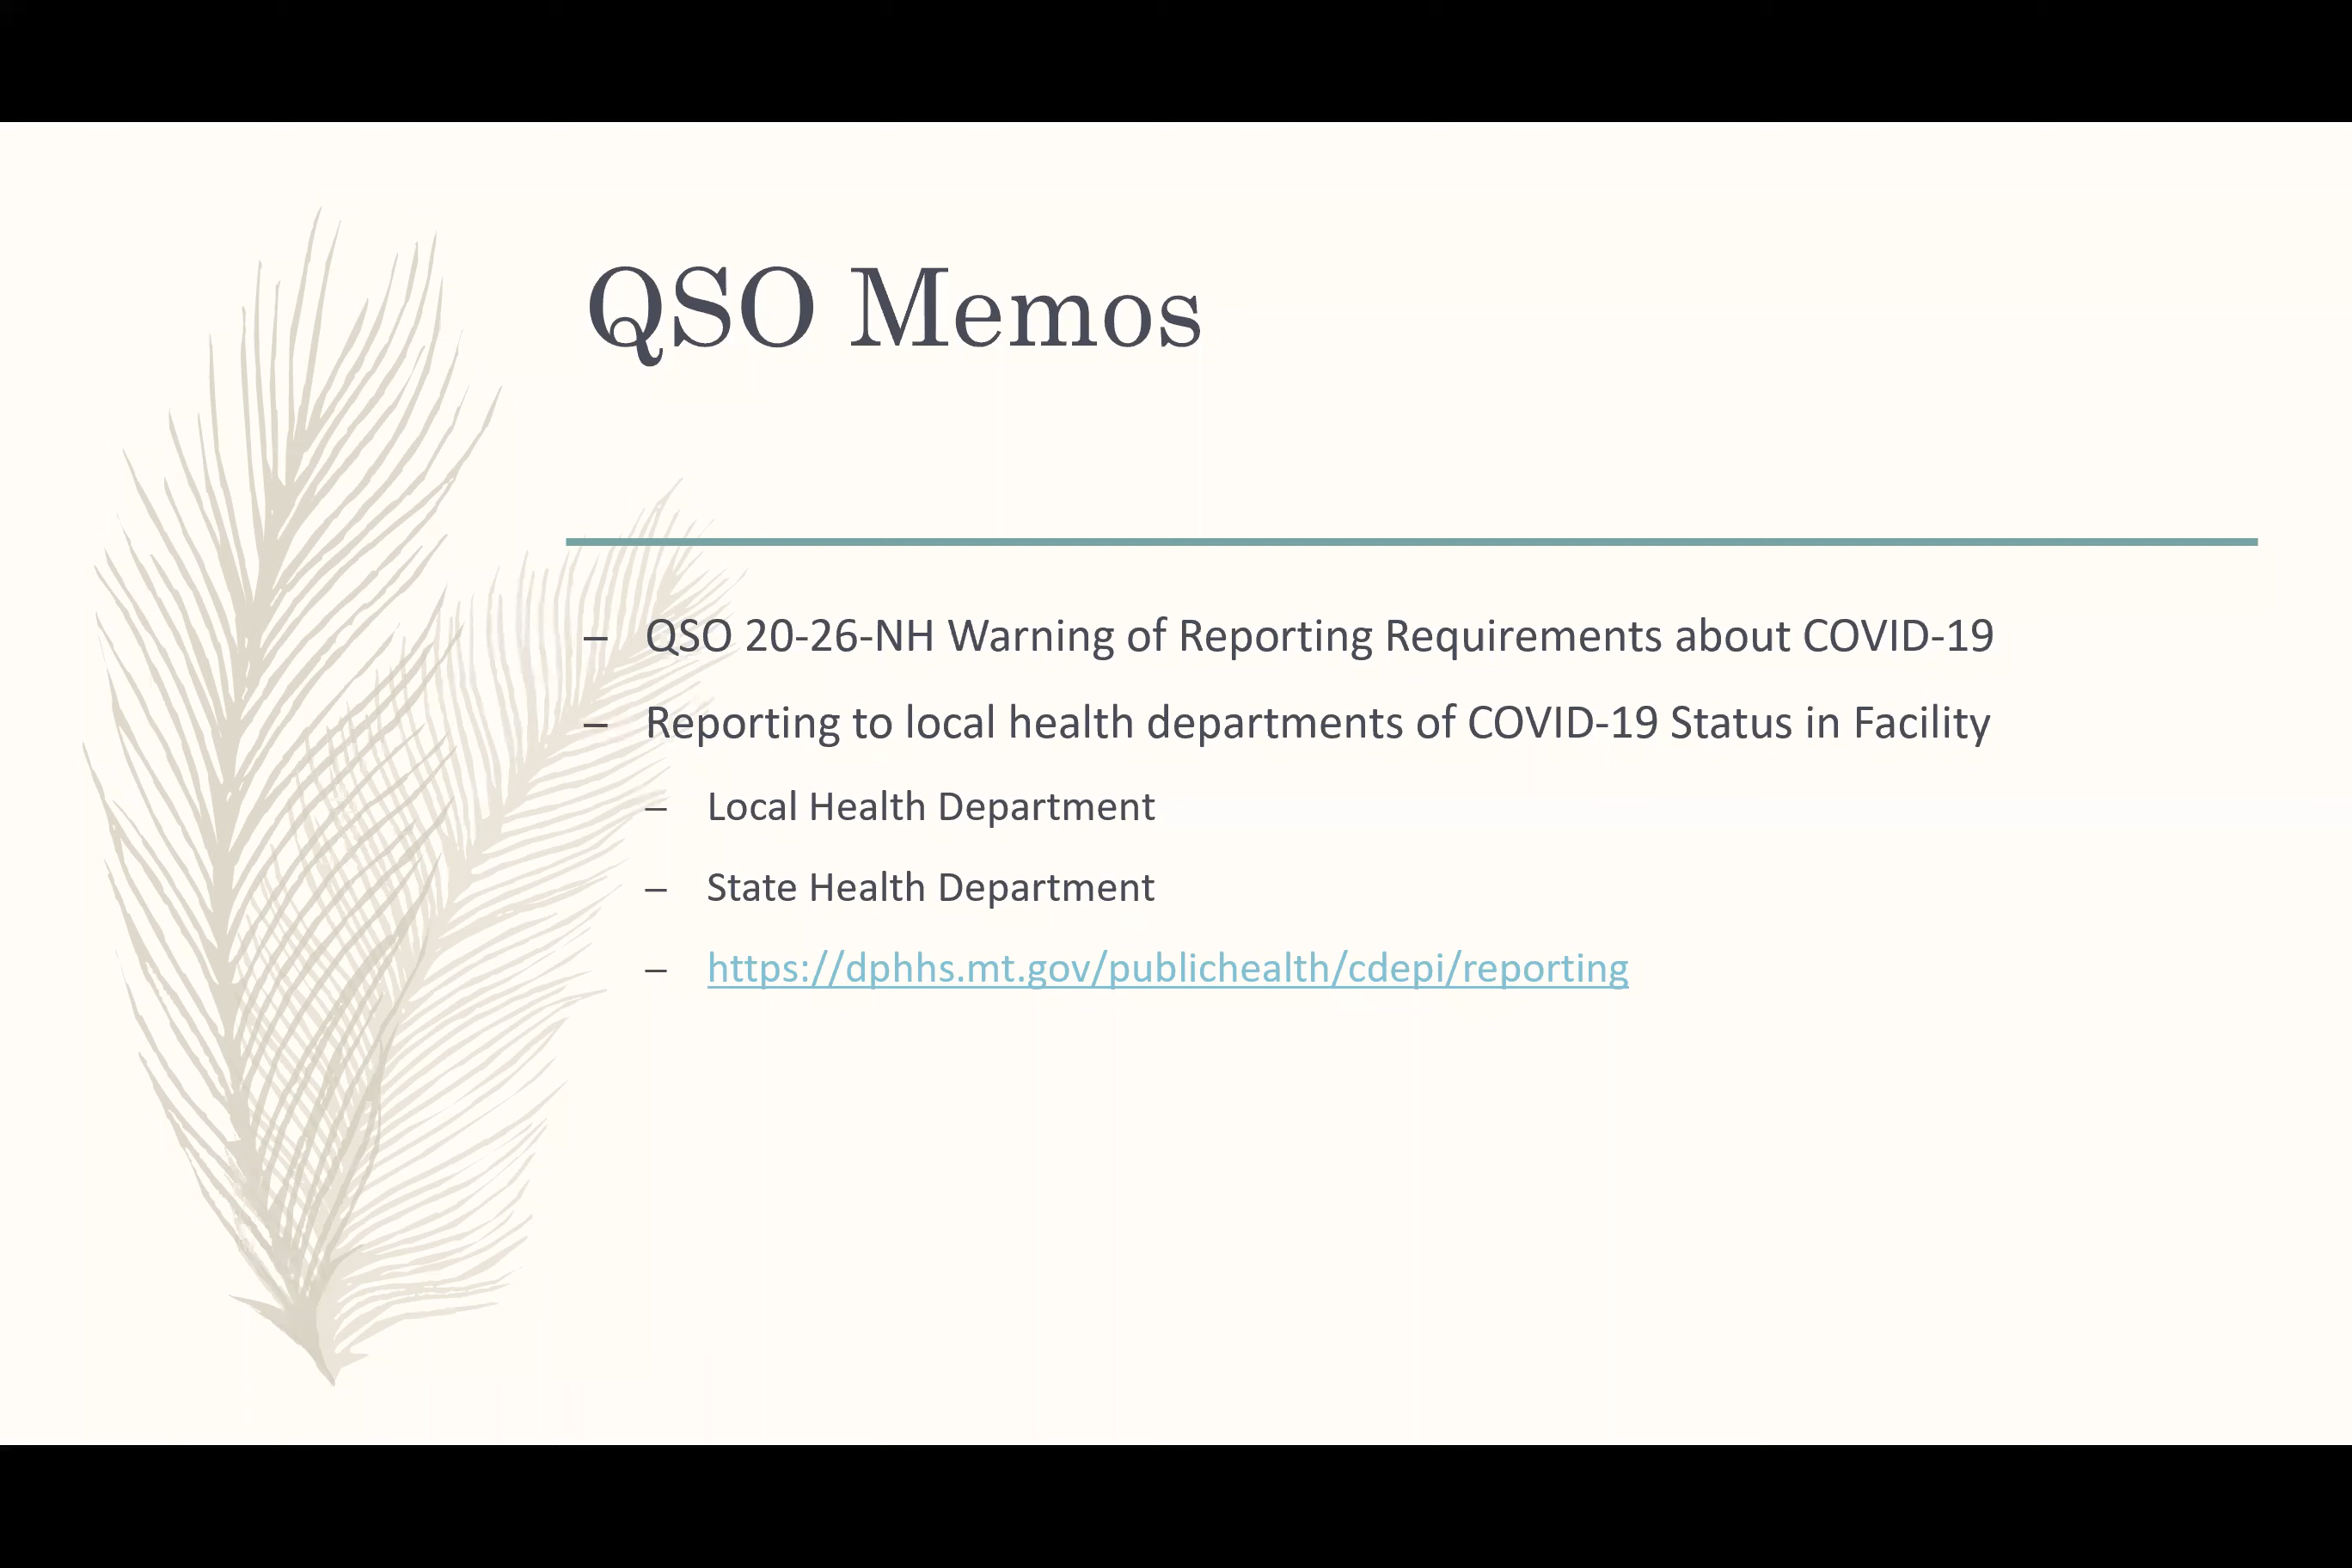 QSO Memos
– QSO 20-26-NH Warning of Reporting Requirements about COVID-19
– Reporting to local health departments of COVID-19 Status in Facility
– Local Health Department
– State Health Department
– https://dphhs.mt.gov/publichealth/cdepi/reporting